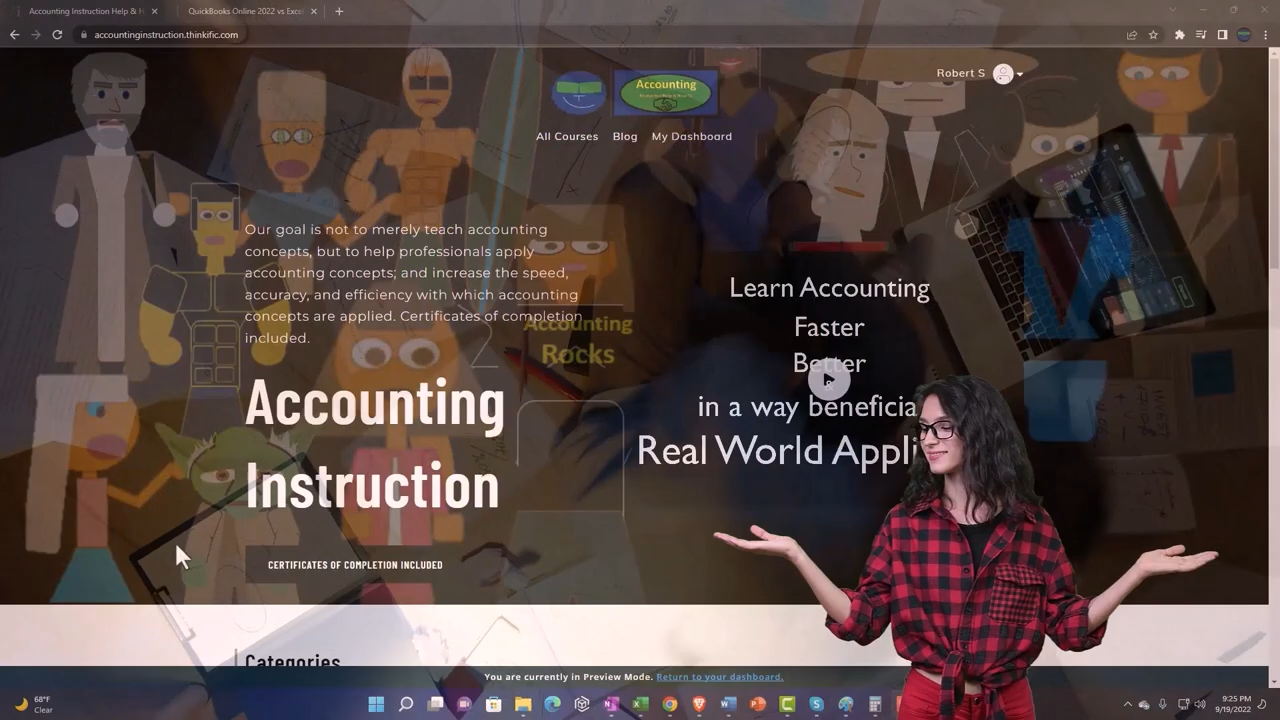 Accounting Instruction Help & H
QuickBooks Online 2022 vs Exce
accountinginstruction.thinkific.com
Accounting
Robert S
All Courses
Blog
My Dashboard
Our goal is not to merely teach accounting
concepts, but to help professionals apply
accounting concepts; and increase the speed,
accuracy, and efficiency with which accounting
concepts are applied. Certificates of completion
included.
Accounting
Rocks
Accounting
Instruction
CERTIFICATES OF COMPLETION INCLUDED
Learn Accounting
Faster
Better
&
in a way beneficia
Real World Appli
Categories
You are currently in Preview Mode. Return to your dashboard.
68°F
Clear
9:25 PM
9/19/2022